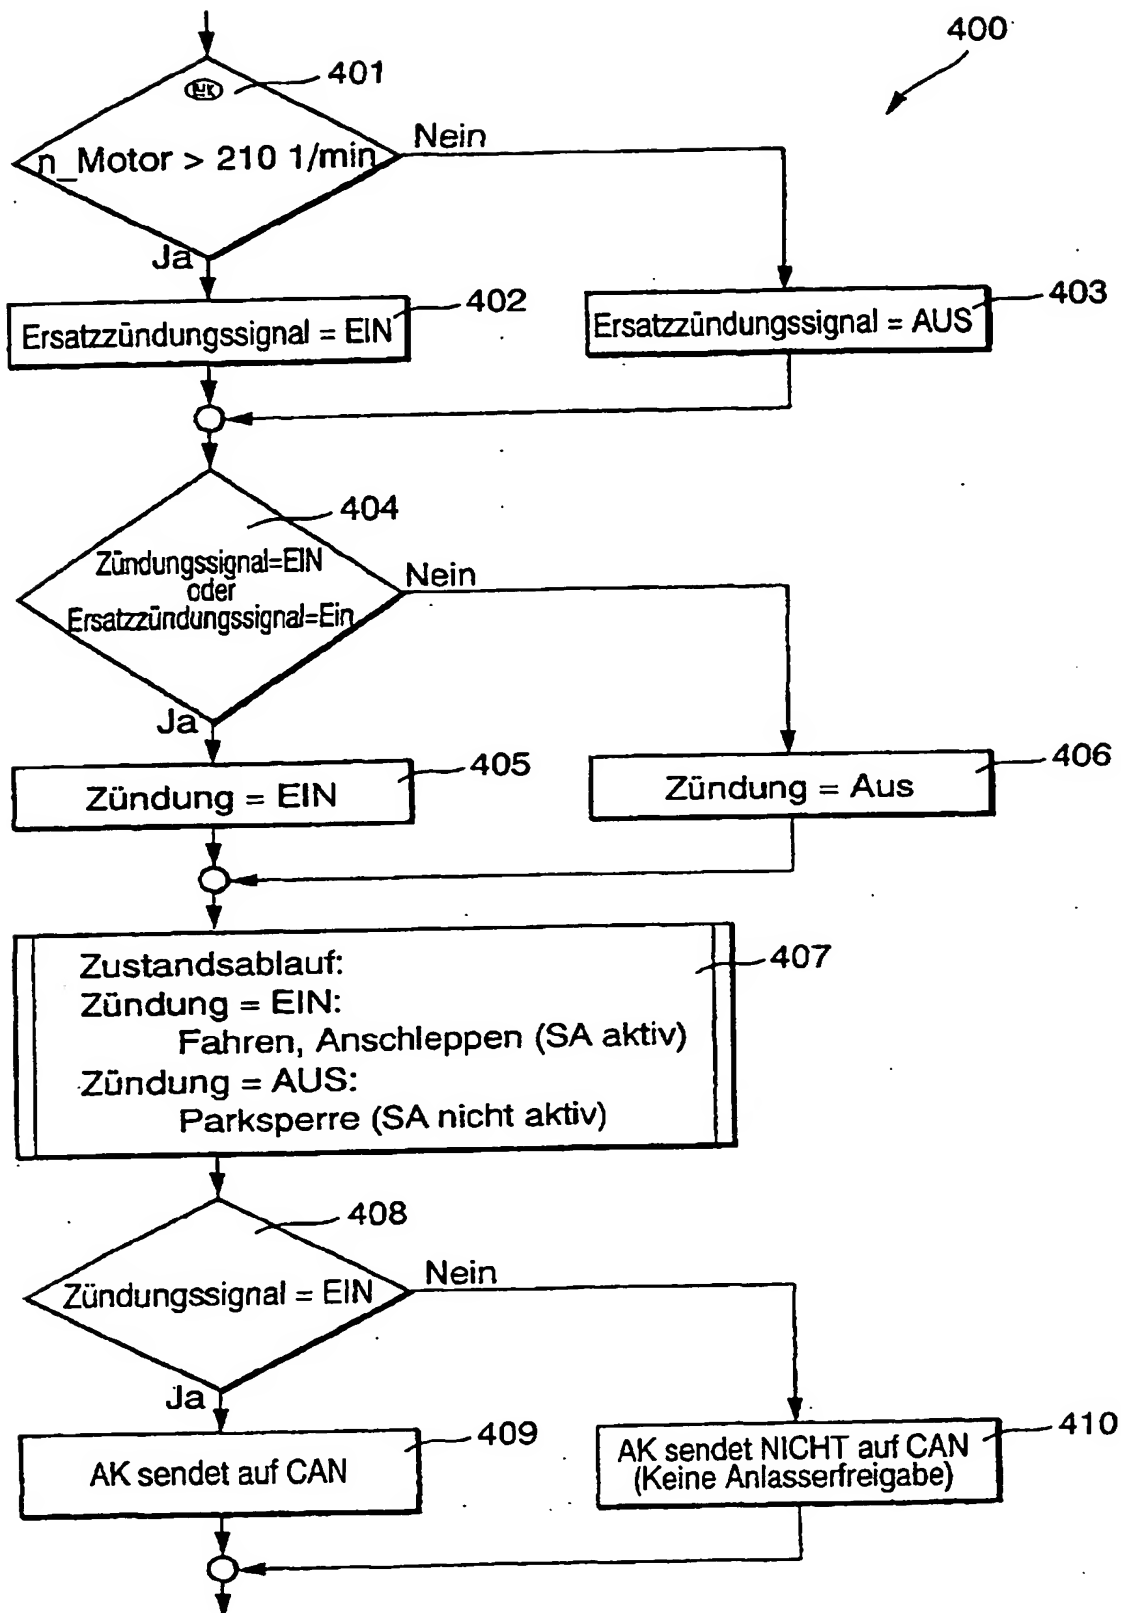 400
401
n_Motor > 210 1/min
Nein
Ja
Ersatzzündungssignal = EIN
402
Ersatzzündungssignal = AUS
403
404
Zündungssignal=EIN
oder
Ersatzzündungssignal=Ein
Nein
Ja
Zündung = EIN
405
Zündung = Aus
406
407
Zustandsablauf:
Zündung = EIN:
Fahren, Anschleppen (SA aktiv)
Zündung = AUS:
Parksperre (SA nicht aktiv)
408
Zündungssignal = EIN
Nein
Ja
AK sendet auf CAN
409
AK sendet NICHT auf CAN
(Keine Anlasserfreigabe)
410